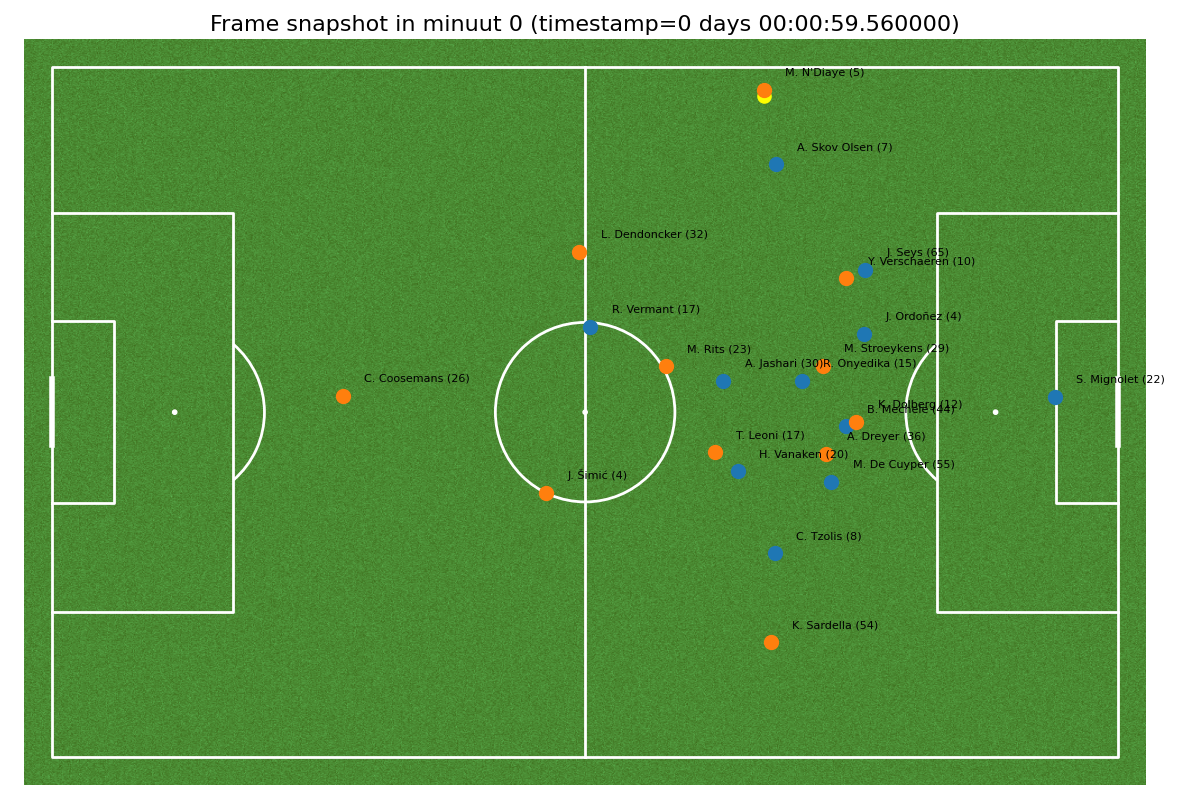 Frame snapshot in minuut 0 (timestamp=0 days 00:00:59.560000)
M. N'Diaye (5)
A. Skov Olsen (7)
L. Dendoncker (32)
J. Seys (65)
Y. Verschaeren (10)
R. Vermant (17)
J. Ordoñez (4)
M. Rits (23)
M. Stroeykens (29)
A. Jashari (30)
R. Onyedika (15)
C. Coosemans (26)
S. Mignolet (22)
K. Dolberg (12)
B. Mechele (44)
T. Leoni (17)
A. Dreyer (36)
H. Vanaken (20)
M. De Cuyper (55)
J. Šimić (4)
C. Tzolis (8)
K. Sardella (54)